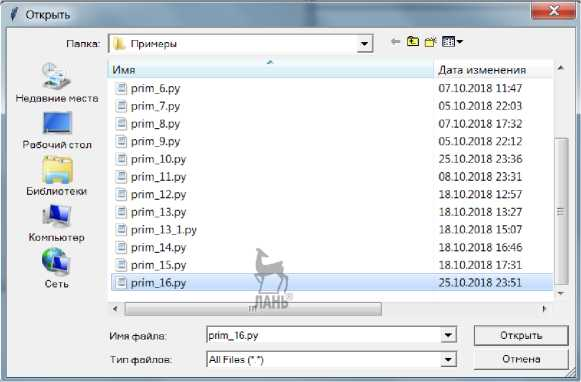 Открыть
Папка: Примеры
Имя Дата изменения
prim_6.py 07.10.2018 11:47
prim_7.py 05.10.2018 22:03
prim_8.py 07.10.2018 17:32
prim_9.py 05.10.2018 22:12
prim_10.py 25.10.2018 23:36
prim_11.py 08.10.2018 23:31
prim_12.py 18.10.2018 12:57
prim_13.py 18.10.2018 13:27
prim_13_1.py 18.10.2018 15:07
prim_14.py 18.10.2018 16:46
prim_15.py 18.10.2018 17:31
prim_16.py 25.10.2018 23:51
Недавние места
Рабочий стол
Библиотеки
Компьютер
Сеть
ЛАНЬ®
Имя файла: prim_16.py Открыть
Тип файлов: All Files (*.*) Отмена